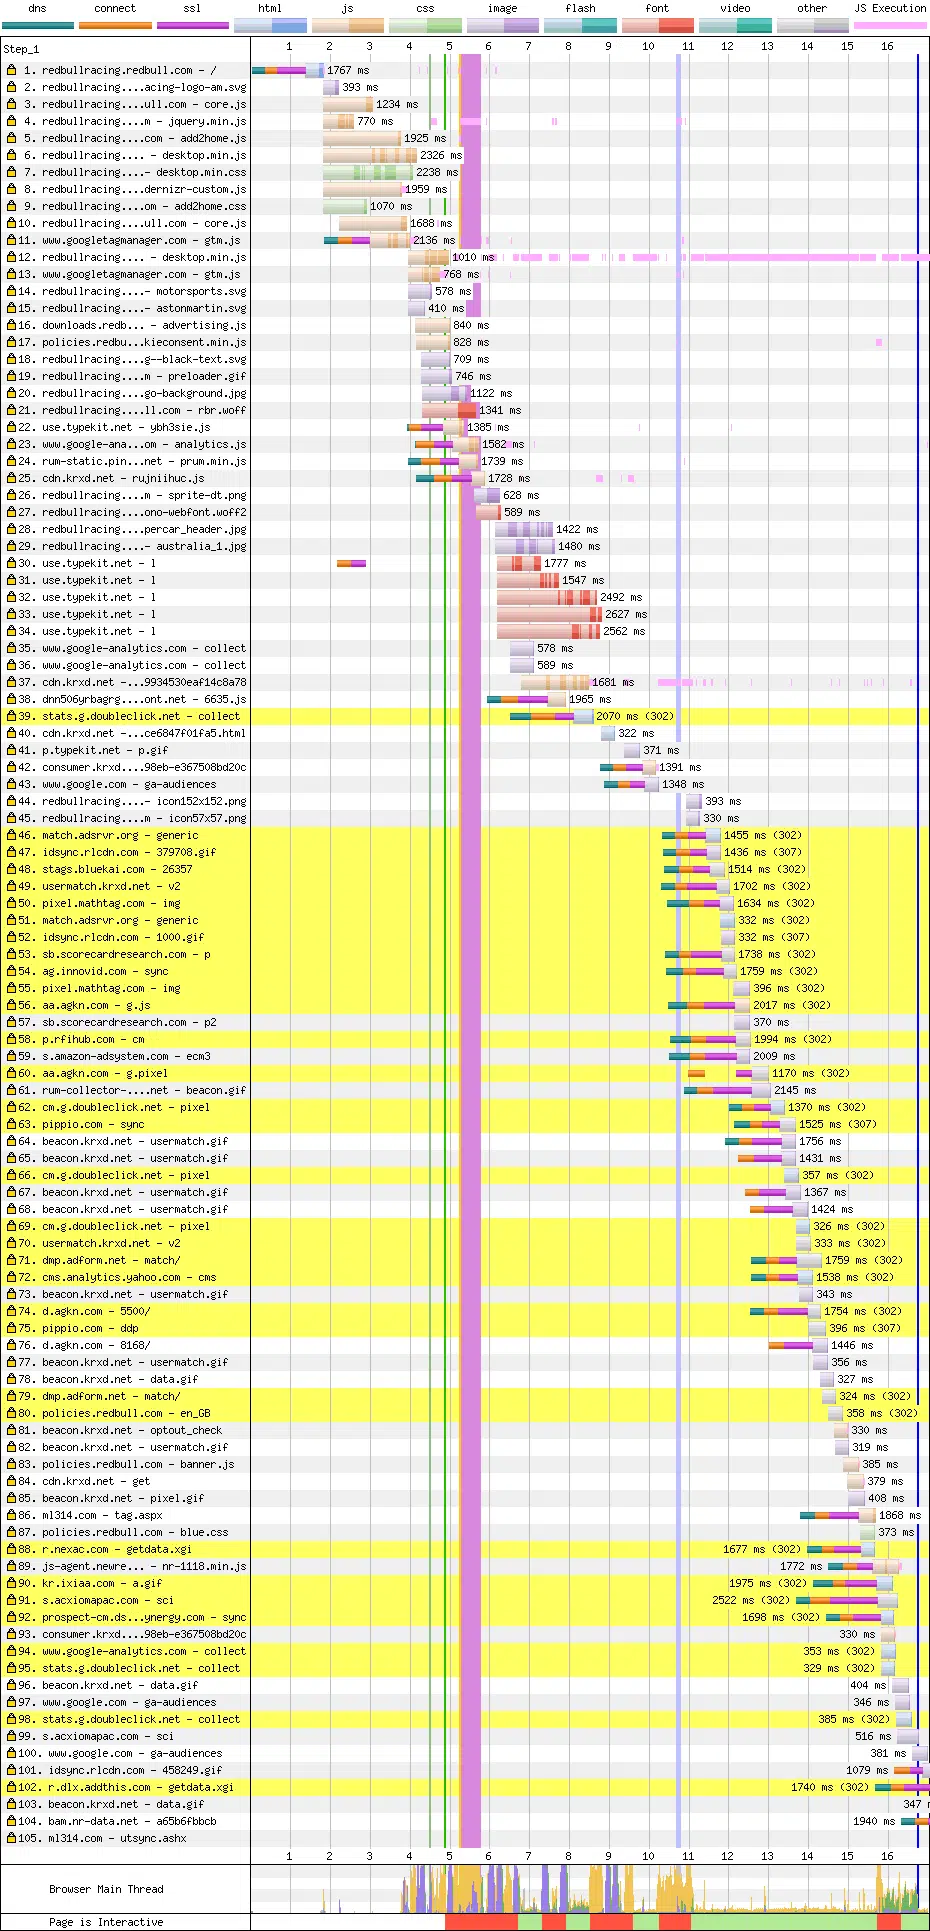 dns connect ssl html js css image flash font video other JS Execution
Step_1 1 2 3 4 5 6 7 8 9 10 11 12 13 14 15 16
1. redbullracing.redbull.com - / 1767 ms
2. redbullracing....acing-logo-am.svg 393 ms
3. redbullracing....ull.com - core.js 1234 ms
4. redbullracing....m - jquery.min.js 770 ms
5. redbullracing....com - add2home.js 1925 ms
6. redbullracing.... - desktop.min.js 2326 ms
7. redbullracing....- desktop.min.css 2238 ms
8. redbullracing....dernizr-custom.js 1959 ms
9. redbullracing....om - add2home.css 1070 ms
10. redbullracing....ull.com - core.js 1688 ms
11. www.googletagmanager.com - gtm.js 2136 ms
12. redbullracing.... - desktop.min.js 1010 ms
13. www.googletagmanager.com - gtm.js 768 ms
14. redbullracing....- motorsports.svg 578 ms
15. redbullracing....- astonmartin.svg 410 ms
16. downloads.redb... - advertising.js 840 ms
17. policies.redbu...kieconsent.min.js 828 ms
18. redbullracing....g--black-text.svg 709 ms
19. redbullracing....m - preloader.gif 746 ms
20. redbullracing....go-background.jpg 1122 ms
21. redbullracing....ll.com - rbr.woff 1341 ms
22. use.typekit.net - ybh3sie.js 1385 ms
23. www.google-ana...om - analytics.js 1582 ms
24. rum-static.pin...net - prum.min.js 1739 ms
25. cdn.krxd.net - rujniihuc.js 1728 ms
26. redbullracing....m - sprite-dt.png 628 ms
27. redbullracing....ono-webfont.woff2 589 ms
28. redbullracing....percar_header.jpg 1422 ms
29. redbullracing....- australia_1.jpg 1480 ms
30. use.typekit.net - l 1777 ms
31. use.typekit.net - l 1547 ms
32. use.typekit.net - l 2492 ms
33. use.typekit.net - l 2627 ms
34. use.typekit.net - l 2562 ms
35. www.google-analytics.com - collect 578 ms
36. www.google-analytics.com - collect 589 ms
37. cdn.krxd.net -...9934530eaf14c8a78 1681 ms
38. dnn506yrbagrg....ont.net - 6635.js 1965 ms
39. stats.g.doubleclick.net - collect 2070 ms (302)
40. cdn.krxd.net -...ce6847f01fa5.html 322 ms
41. p.typekit.net - p.gif 371 ms
42. consumer.krxd....98eb-e367508bd20c 1391 ms
43. www.google.com - ga-audiences 1348 ms
44. redbullracing....- icon152x152.png 393 ms
45. redbullracing....m - icon57x57.png 330 ms
46. match.adsrvr.org - generic 1455 ms (302)
47. idsync.rlcdn.com - 379708.gif 1436 ms (307)
48. stags.bluekai.com - 26357 1514 ms (302)
49. usermatch.krxd.net - v2 1702 ms (302)
50. pixel.mathtag.com - img 1634 ms (302)
51. match.adsrvr.org - generic 332 ms (302)
52. idsync.rlcdn.com - 1000.gif 332 ms (307)
53. sb.scorecardresearch.com - p 1738 ms (302)
54. ag.innovid.com - sync 1759 ms (302)
55. pixel.mathtag.com - img 396 ms (302)
56. aa.agkn.com - g.js 2017 ms (302)
57. sb.scorecardresearch.com - p2 370 ms
58. p.rfihub.com - cm 1994 ms (302)
59. s.amazon-adsystem.com - ecm3 2009 ms
60. aa.agkn.com - g.pixel 1170 ms (302)
61. rum-collector-....net - beacon.gif 2145 ms
62. cm.g.doubleclick.net - pixel 1370 ms (302)
63. pippio.com - sync 1525 ms (307)
64. beacon.krxd.net - usermatch.gif 1756 ms
65. beacon.krxd.net - usermatch.gif 1431 ms
66. cm.g.doubleclick.net - pixel 357 ms (302)
67. beacon.krxd.net - usermatch.gif 1367 ms
68. beacon.krxd.net - usermatch.gif 1424 ms
69. cm.g.doubleclick.net - pixel 326 ms (302)
70. usermatch.krxd.net - v2 333 ms (302)
71. dmp.adform.net - match/ 1759 ms (302)
72. cms.analytics.yahoo.com - cms 1538 ms (302)
73. beacon.krxd.net - usermatch.gif 343 ms
74. d.agkn.com - 5500/ 1754 ms (302)
75. pippio.com - ddp 396 ms (307)
76. d.agkn.com - 8168/ 1446 ms
77. beacon.krxd.net - usermatch.gif 356 ms
78. beacon.krxd.net - data.gif 327 ms
79. dmp.adform.net - match/ 324 ms (302)
80. policies.redbull.com - en_GB 358 ms (302)
81. beacon.krxd.net - optout_check 330 ms
82. beacon.krxd.net - usermatch.gif 319 ms
83. policies.redbull.com - banner.js 385 ms
84. cdn.krxd.net - get 379 ms
85. beacon.krxd.net - pixel.gif 408 ms
86. ml314.com - tag.aspx 1868 ms
87. policies.redbull.com - blue.css 373 ms
88. r.nexac.com - getdata.xgi 1677 ms (302)
89. js-agent.newre... - nr-1118.min.js 1772 ms
90. kr.ixiaa.com - a.gif 1975 ms (302)
91. s.acxiomapac.com - sci 2522 ms (302)
92. prospect-cm.ds...ynergy.com - sync 1698 ms (302)
93. consumer.krxd....98eb-e367508bd20c 330 ms
94. www.google-analytics.com - collect 353 ms (302)
95. stats.g.doubleclick.net - collect 329 ms (302)
96. beacon.krxd.net - data.gif 404 ms
97. www.google.com - ga-audiences 346 ms
98. stats.g.doubleclick.net - collect 385 ms (302)
99. s.acxiomapac.com - sci 516 ms
100. www.google.com - ga-audiences 381 ms
101. idsync.rlcdn.com - 458249.gif 1079 ms
102. r.dlx.addthis.com - getdata.xgi 1740 ms (302)
103. beacon.krxd.net - data.gif 347
104. bam.nr-data.net - a65b6fbbcb 1940 ms
105. ml314.com - utsync.ashx
1 2 3 4 5 6 7 8 9 10 11 12 13 14 15 16
Browser Main Thread
Page is Interactive